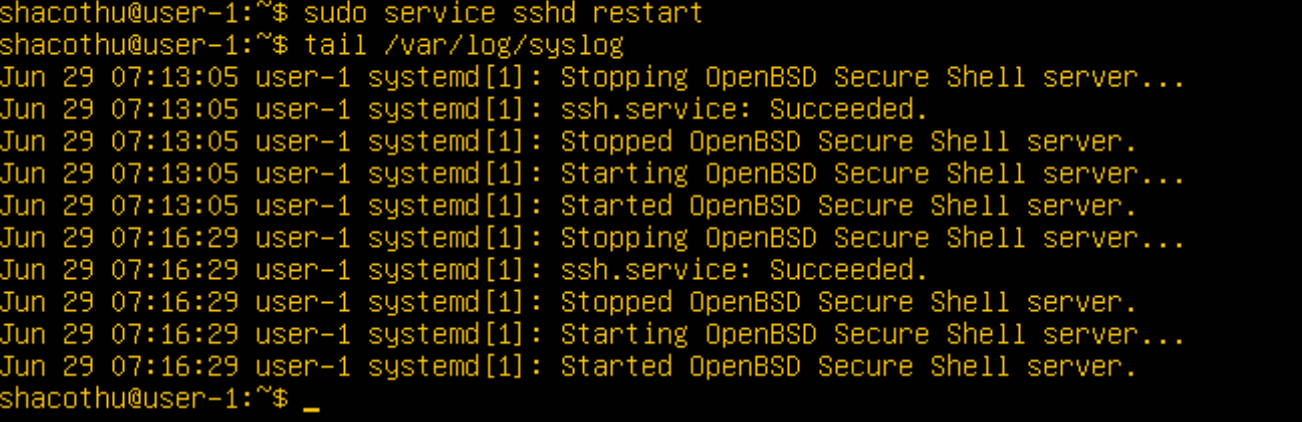 shacothu@user-1:~$ sudo service sshd restart
shacothu@user-1:~$ tail /var/log/syslog
Jun 29 07:13:05 user-1 systemd[1]: Stopping OpenBSD Secure Shell server...
Jun 29 07:13:05 user-1 systemd[1]: ssh.service: Succeeded.
Jun 29 07:13:05 user-1 systemd[1]: Stopped OpenBSD Secure Shell server.
Jun 29 07:13:05 user-1 systemd[1]: Starting OpenBSD Secure Shell server...
Jun 29 07:13:05 user-1 systemd[1]: Started OpenBSD Secure Shell server.
Jun 29 07:16:29 user-1 systemd[1]: Stopping OpenBSD Secure Shell server...
Jun 29 07:16:29 user-1 systemd[1]: ssh.service: Succeeded.
Jun 29 07:16:29 user-1 systemd[1]: Stopped OpenBSD Secure Shell server.
Jun 29 07:16:29 user-1 systemd[1]: Starting OpenBSD Secure Shell server...
Jun 29 07:16:29 user-1 systemd[1]: Started OpenBSD Secure Shell server.
shacothu@user-1:~$ _